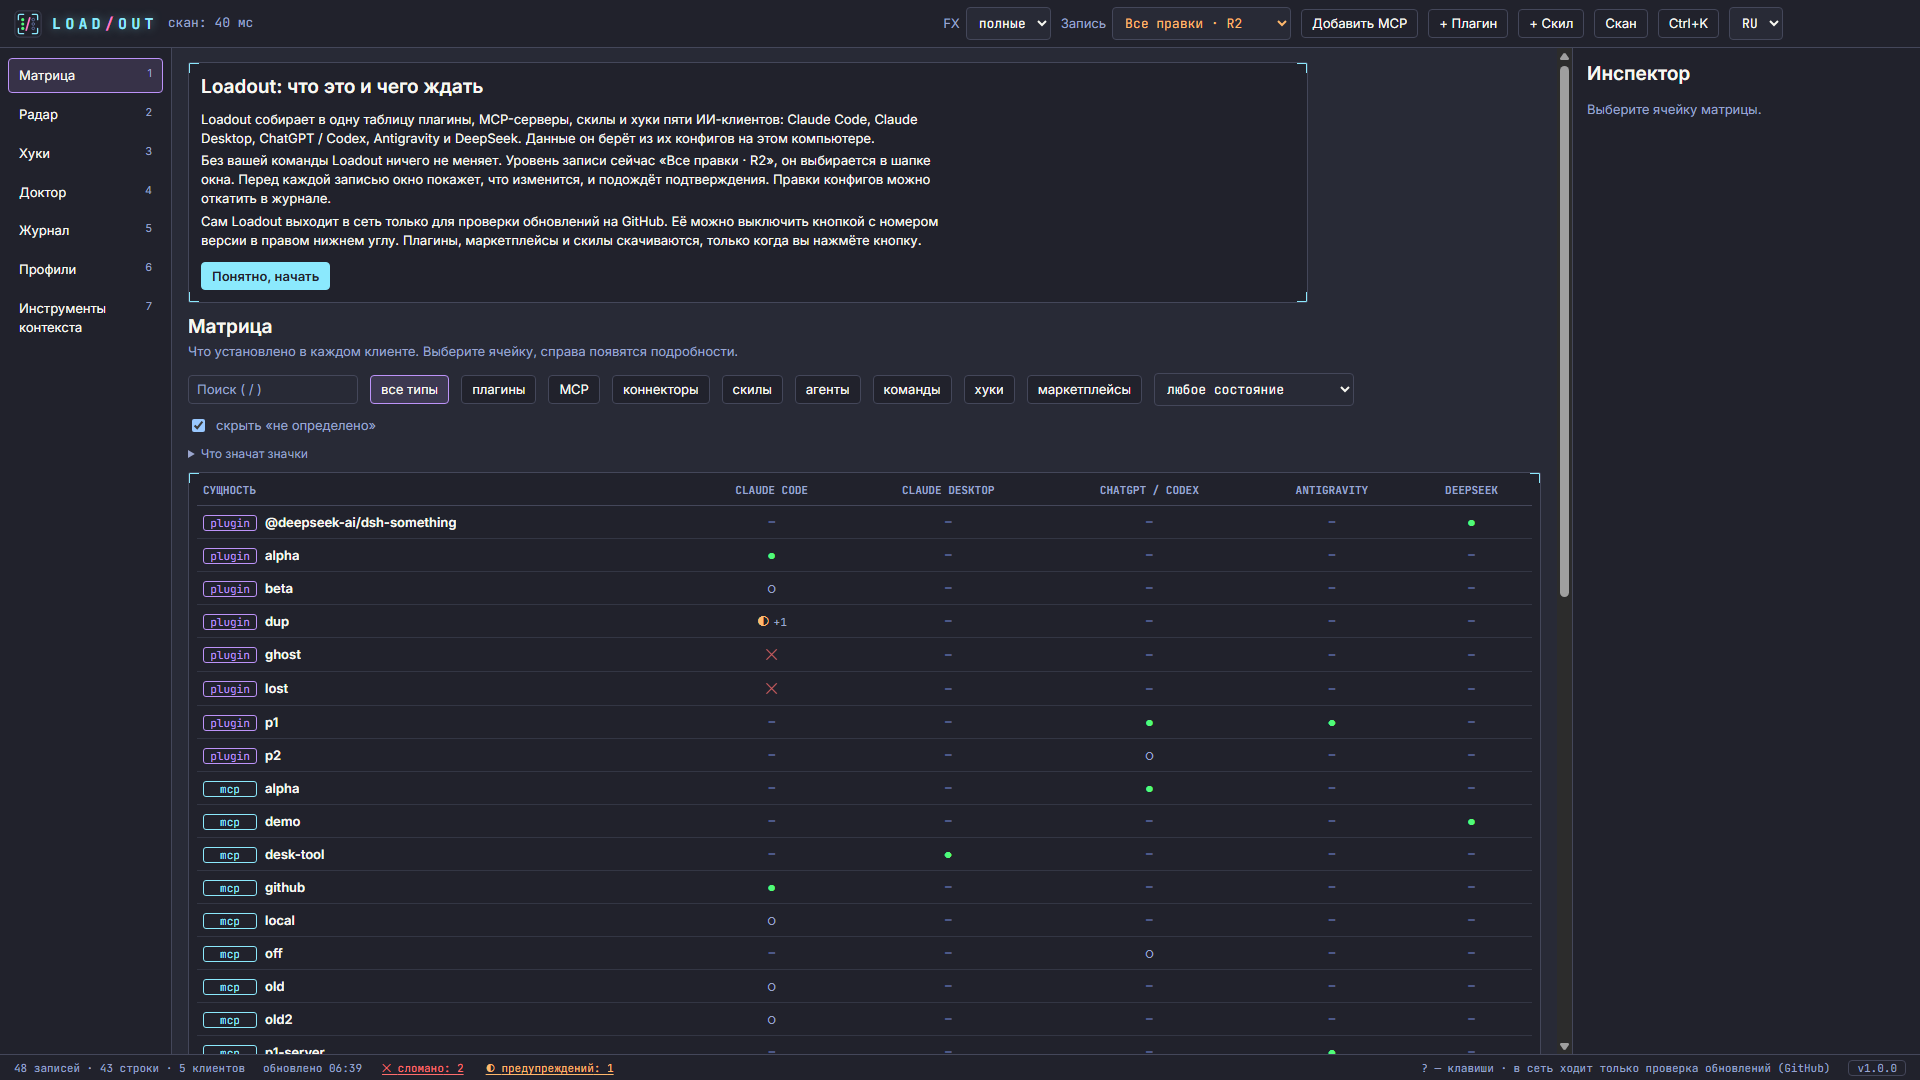 LOAD/OUT скан: 40 мс FX полные Запись Все правки · R2 Добавить MCP + Плагин + Скил Скан Ctrl+K RU
Матрица 1
Радар 2
Хуки 3
Доктор 4
Журнал 5
Профили 6
Инструменты контекста 7
Loadout: что это и чего ждать
Loadout собирает в одну таблицу плагины, MCP-серверы, скилы и хуки пяти ИИ-клиентов: Claude Code, Claude
Desktop, ChatGPT / Codex, Antigravity и DeepSeek. Данные он берёт из их конфигов на этом компьютере.
Без вашей команды Loadout ничего не меняет. Уровень записи сейчас «Все правки · R2», он выбирается в шапке
окна. Перед каждой записью окно покажет, что изменится, и подождёт подтверждения. Правки конфигов можно
откатить в журнале.
Сам Loadout выходит в сеть только для проверки обновлений на GitHub. Её можно выключить кнопкой с номером
версии в правом нижнем углу. Плагины, маркетплейсы и скилы скачиваются, только когда вы нажмёте кнопку.
Понятно, начать
Матрица
Что установлено в каждом клиенте. Выберите ячейку, справа появятся подробности.
Поиск ( / ) все типы плагины MCP коннекторы скилы агенты команды хуки маркетплейсы любое состояние
скрыть «не определено»
Что значат значки
СУЩНОСТЬ CLAUDE CODE CLAUDE DESKTOP CHATGPT / CODEX ANTIGRAVITY DEEPSEEK
plugin @deepseek-ai/dsh-something – – – – ●
plugin alpha ● – – – –
plugin beta ○ – – – –
plugin dup ◐ +1 – – – –
plugin ghost ✕ – – – –
plugin lost ✕ – – – –
plugin p1 – – ● ● –
plugin p2 – – ○ – –
mcp alpha – – ● – –
mcp demo – – – – ●
mcp desk-tool – ● – – –
mcp github ● – – – –
mcp local ○ – – – –
mcp off – – ○ – –
mcp old ○ – – – –
mcp old2 ○ – – – –
mcp p1-server – – – ● –
Инспектор
Выберите ячейку матрицы.
48 записей · 43 строки · 5 клиентов обновлено 06:39 ✕ сломано: 2 ◐ предупреждений: 1 ? — клавиши · в сеть ходит только проверка обновлений (GitHub) v1.0.0